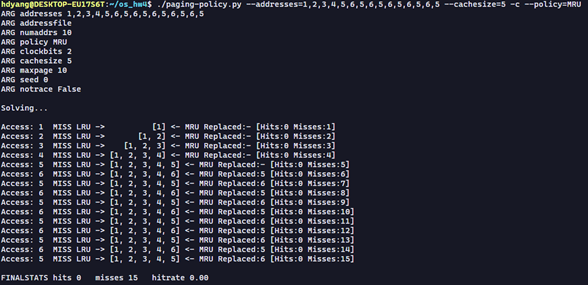 hdyang@DESKTOP-EU17S6T:~/os_hw4$ ./paging-policy.py --addresses=1,2,3,4,5,6,5,6,5,6,5,6,5,6,5 --cachesize=5 -c --policy=MRU
ARG addresses 1,2,3,4,5,6,5,6,5,6,5,6,5,6,5
ARG addressfile
ARG numaddrs 10
ARG policy MRU
ARG clockbits 2
ARG cachesize 5
ARG maxpage 10
ARG seed 0
ARG notrace False
Solving...
Access: 1  MISS LRU ->          [1] <- MRU Replaced:- [Hits:0 Misses:1]
Access: 2  MISS LRU ->       [1, 2] <- MRU Replaced:- [Hits:0 Misses:2]
Access: 3  MISS LRU ->    [1, 2, 3] <- MRU Replaced:- [Hits:0 Misses:3]
Access: 4  MISS LRU -> [1, 2, 3, 4] <- MRU Replaced:- [Hits:0 Misses:4]
Access: 5  MISS LRU -> [1, 2, 3, 4, 5] <- MRU Replaced:- [Hits:0 Misses:5]
Access: 6  MISS LRU -> [1, 2, 3, 4, 6] <- MRU Replaced:5 [Hits:0 Misses:6]
Access: 5  MISS LRU -> [1, 2, 3, 4, 5] <- MRU Replaced:6 [Hits:0 Misses:7]
Access: 6  MISS LRU -> [1, 2, 3, 4, 6] <- MRU Replaced:5 [Hits:0 Misses:8]
Access: 5  MISS LRU -> [1, 2, 3, 4, 5] <- MRU Replaced:6 [Hits:0 Misses:9]
Access: 6  MISS LRU -> [1, 2, 3, 4, 6] <- MRU Replaced:5 [Hits:0 Misses:10]
Access: 5  MISS LRU -> [1, 2, 3, 4, 5] <- MRU Replaced:6 [Hits:0 Misses:11]
Access: 6  MISS LRU -> [1, 2, 3, 4, 6] <- MRU Replaced:5 [Hits:0 Misses:12]
Access: 5  MISS LRU -> [1, 2, 3, 4, 5] <- MRU Replaced:6 [Hits:0 Misses:13]
Access: 6  MISS LRU -> [1, 2, 3, 4, 6] <- MRU Replaced:5 [Hits:0 Misses:14]
Access: 5  MISS LRU -> [1, 2, 3, 4, 5] <- MRU Replaced:6 [Hits:0 Misses:15]
FINALSTATS hits 0   misses 15   hitrate 0.00